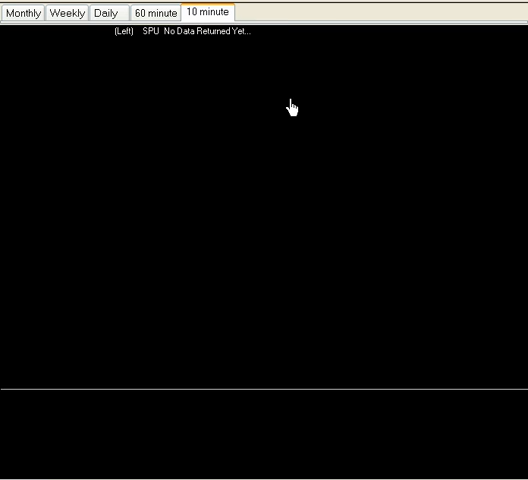 Monthly Weekly Daily 60 minute 10 minute
(Left) SPU No Data Returned Yet...